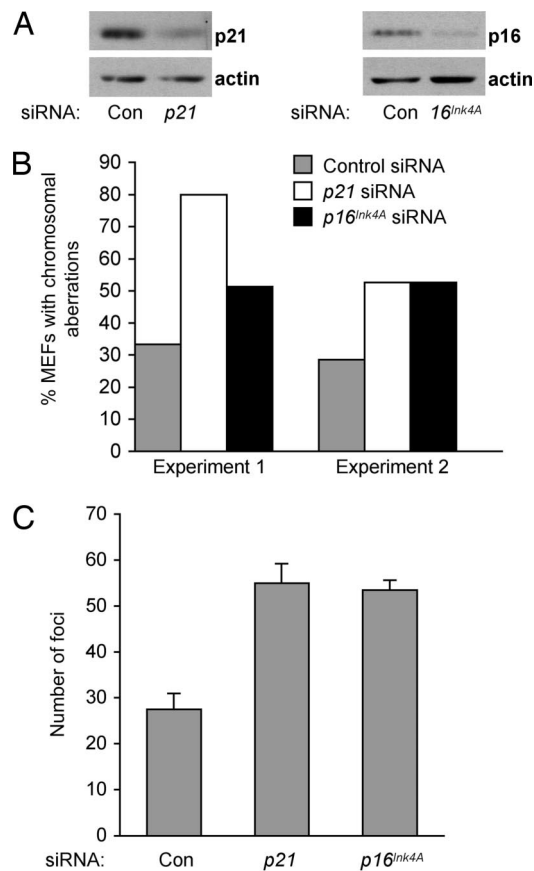 A
p21
actin
siRNA: Con p21
p16
actin
siRNA: Con 16Ink4A
B
% MEFs with chromosomal
aberrations
90
80
70
60
50
40
30
20
10
0
Control siRNA
p21 siRNA
p16Ink4A siRNA
Experiment 1 Experiment 2
C
Number of foci
70
60
50
40
30
20
10
0
siRNA: Con p21 p16Ink4A